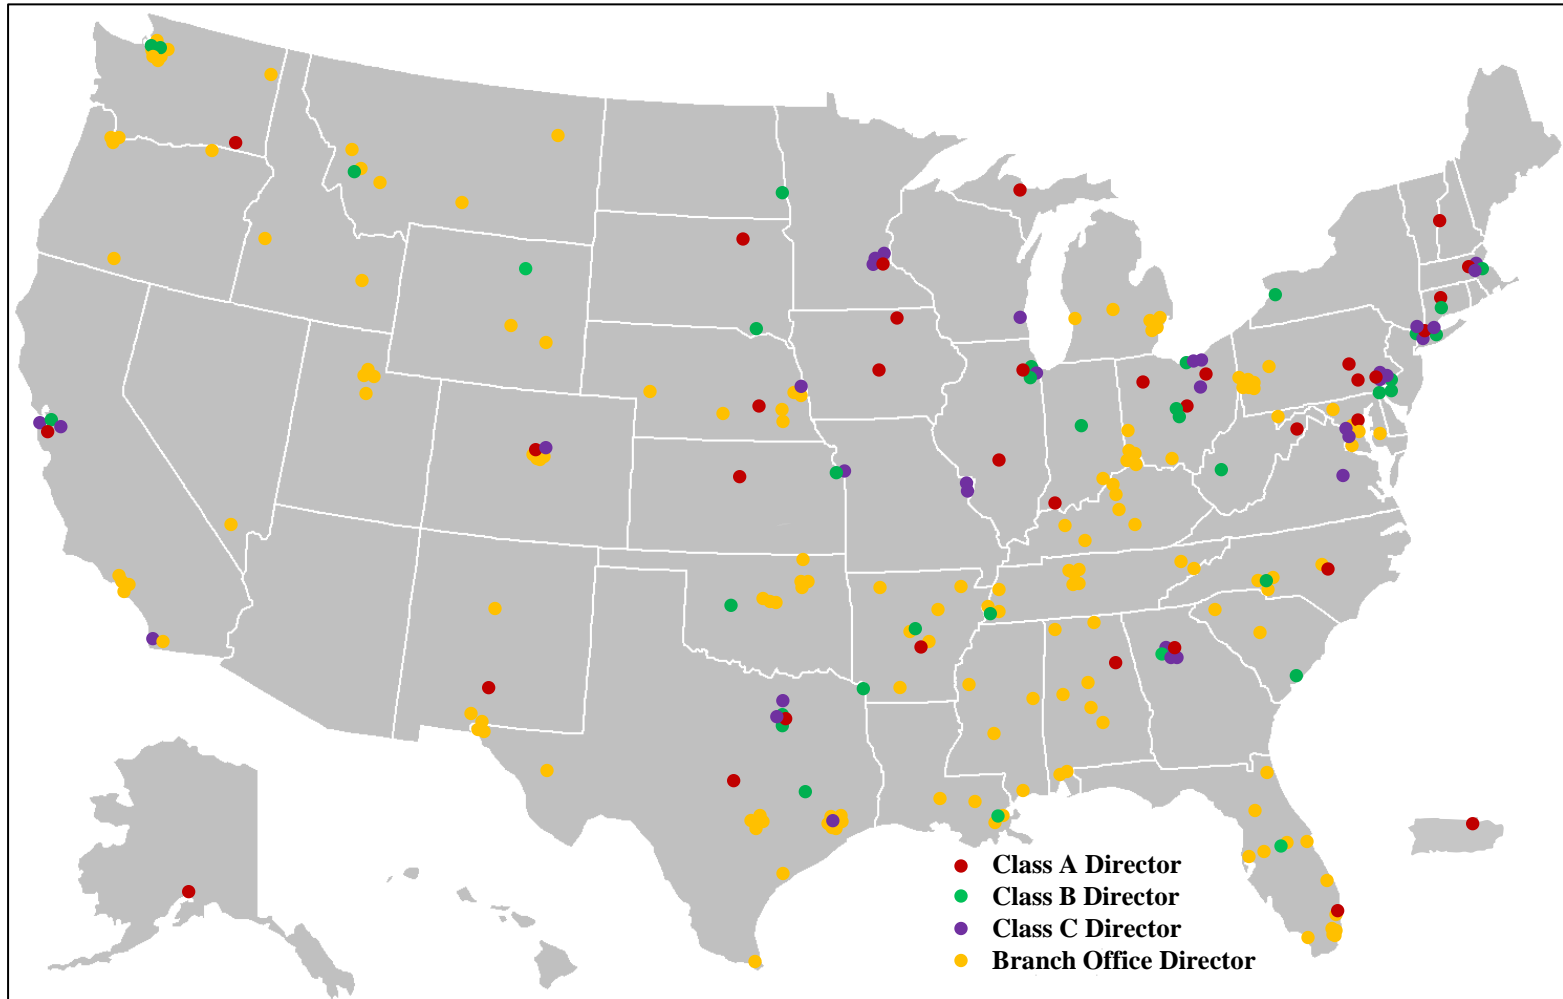 Class A Director
Class B Director
Class C Director
Branch Office Director